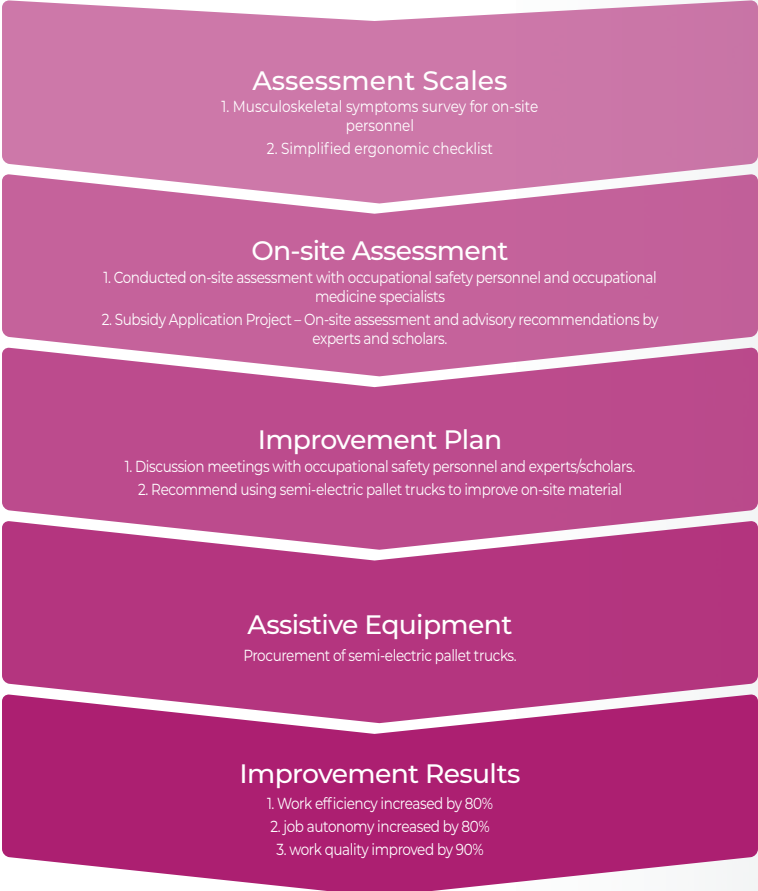 Assessment Scales
1. Musculoskeletal symptoms survey for on-site
personnel
2. Simplified ergonomic checklist
On-site Assessment
1. Conducted on-site assessment with occupational safety personnel and occupational
medicine specialists
2. Subsidy Application Project – On-site assessment and advisory recommendations by
experts and scholars.
Improvement Plan
1. Discussion meetings with occupational safety personnel and experts/scholars.
2. Recommend using semi-electric pallet trucks to improve on-site material
Assistive Equipment
Procurement of semi-electric pallet trucks.
Improvement Results
1. Work efficiency increased by 80%
2. job autonomy increased by 80%
3. work quality improved by 90%